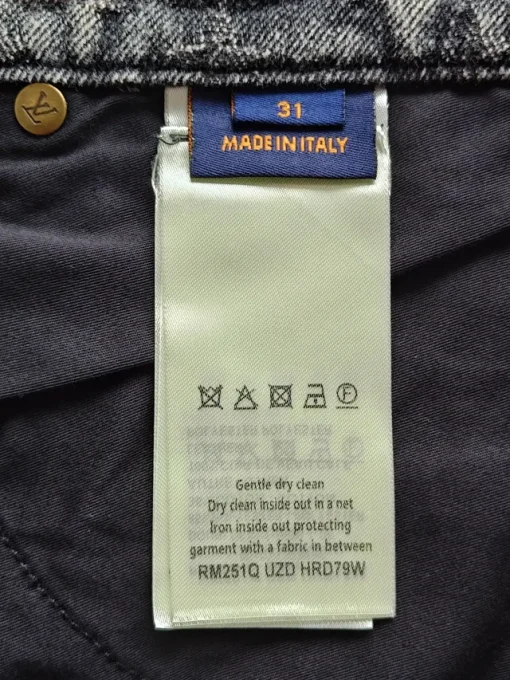 31
MADE IN ITALY
Gentle dry clean
Dry clean inside out in a net
Iron inside out protecting
garment with a fabric in between
RM251Q UZD HRD79W